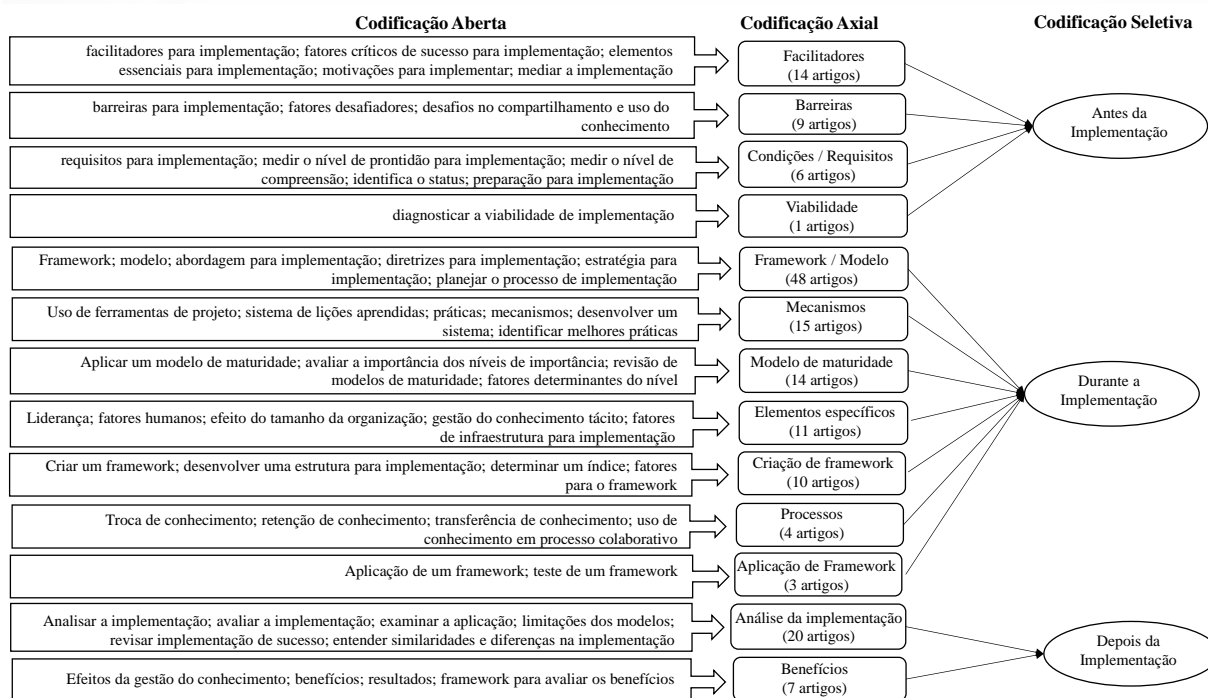 Codificação Aberta
Codificação Axial
Codificação Seletiva
facilitadores para implementação; fatores críticos de sucesso para implementação; elementos
essenciais para implementação; motivações para implementar; mediar a implementação
Facilitadores
(14 artigos)
barreiras para implementação; fatores desafiadores; desafios no compartilhamento e uso do
conhecimento
Barreiras
(9 artigos)
requisitos para implementação; medir o nível de prontidão para implementação; medir o nível de
compreensão; identifica o status; preparação para implementação
Condições / Requisitos
(6 artigos)
diagnosticar a viabilidade de implementação
Viabilidade
(1 artigos)
Antes da
Implementação
Framework; modelo; abordagem para implementação; diretrizes para implementação; estratégia para
implementação; planejar o processo de implementação
Framework / Modelo
(48 artigos)
Uso de ferramentas de projeto; sistema de lições aprendidas; práticas; mecanismos; desenvolver um
sistema; identificar melhores práticas
Mecanismos
(15 artigos)
Aplicar um modelo de maturidade; avaliar a importância dos níveis de importância; revisão de
modelos de maturidade; fatores determinantes do nível
Modelo de maturidade
(14 artigos)
Liderança; fatores humanos; efeito do tamanho da organização; gestão do conhecimento tácito; fatores
de infraestrutura para implementação
Elementos específicos
(11 artigos)
Criar um framework; desenvolver uma estrutura para implementação; determinar um índice; fatores
para o framework
Criação de framework
(10 artigos)
Troca de conhecimento; retenção de conhecimento; transferência de conhecimento; uso de
conhecimento em processo colaborativo
Processos
(4 artigos)
Aplicação de um framework; teste de um framework
Aplicação de Framework
(3 artigos)
Durante a
Implementação
Analisar a implementação; avaliar a implementação; examinar a aplicação; limitações dos modelos;
revisar implementação de sucesso; entender similaridades e diferenças na implementação
Análise da implementação
(20 artigos)
Efeitos da gestão do conhecimento; benefícios; resultados; framework para avaliar os benefícios
Benefícios
(7 artigos)
Depois da
Implementação